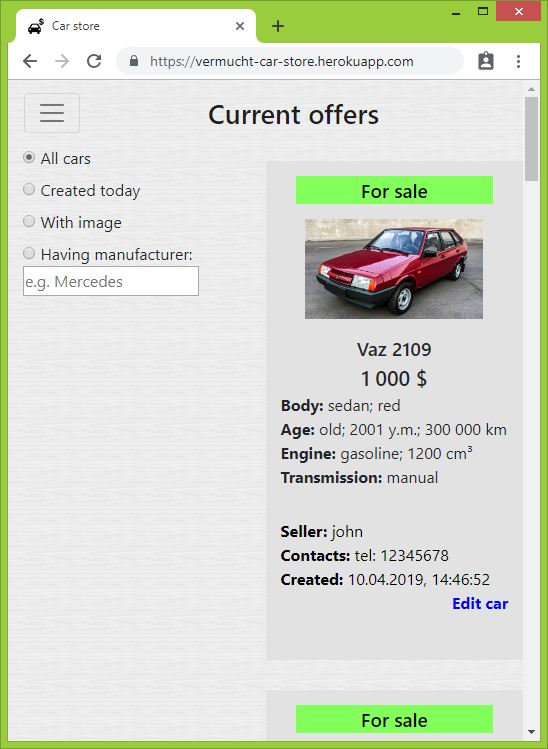 Car store
https://vermucht-car-store.herokuapp.com
Current offers
All cars
Created today
With image
Having manufacturer:
e.g. Mercedes
For sale
Vaz 2109
1 000 $
Body: sedan; red
Age: old; 2001 y.m.; 300 000 km
Engine: gasoline; 1200 cm³
Transmission: manual
Seller: john
Contacts: tel: 12345678
Created: 10.04.2019, 14:46:52
Edit car
For sale